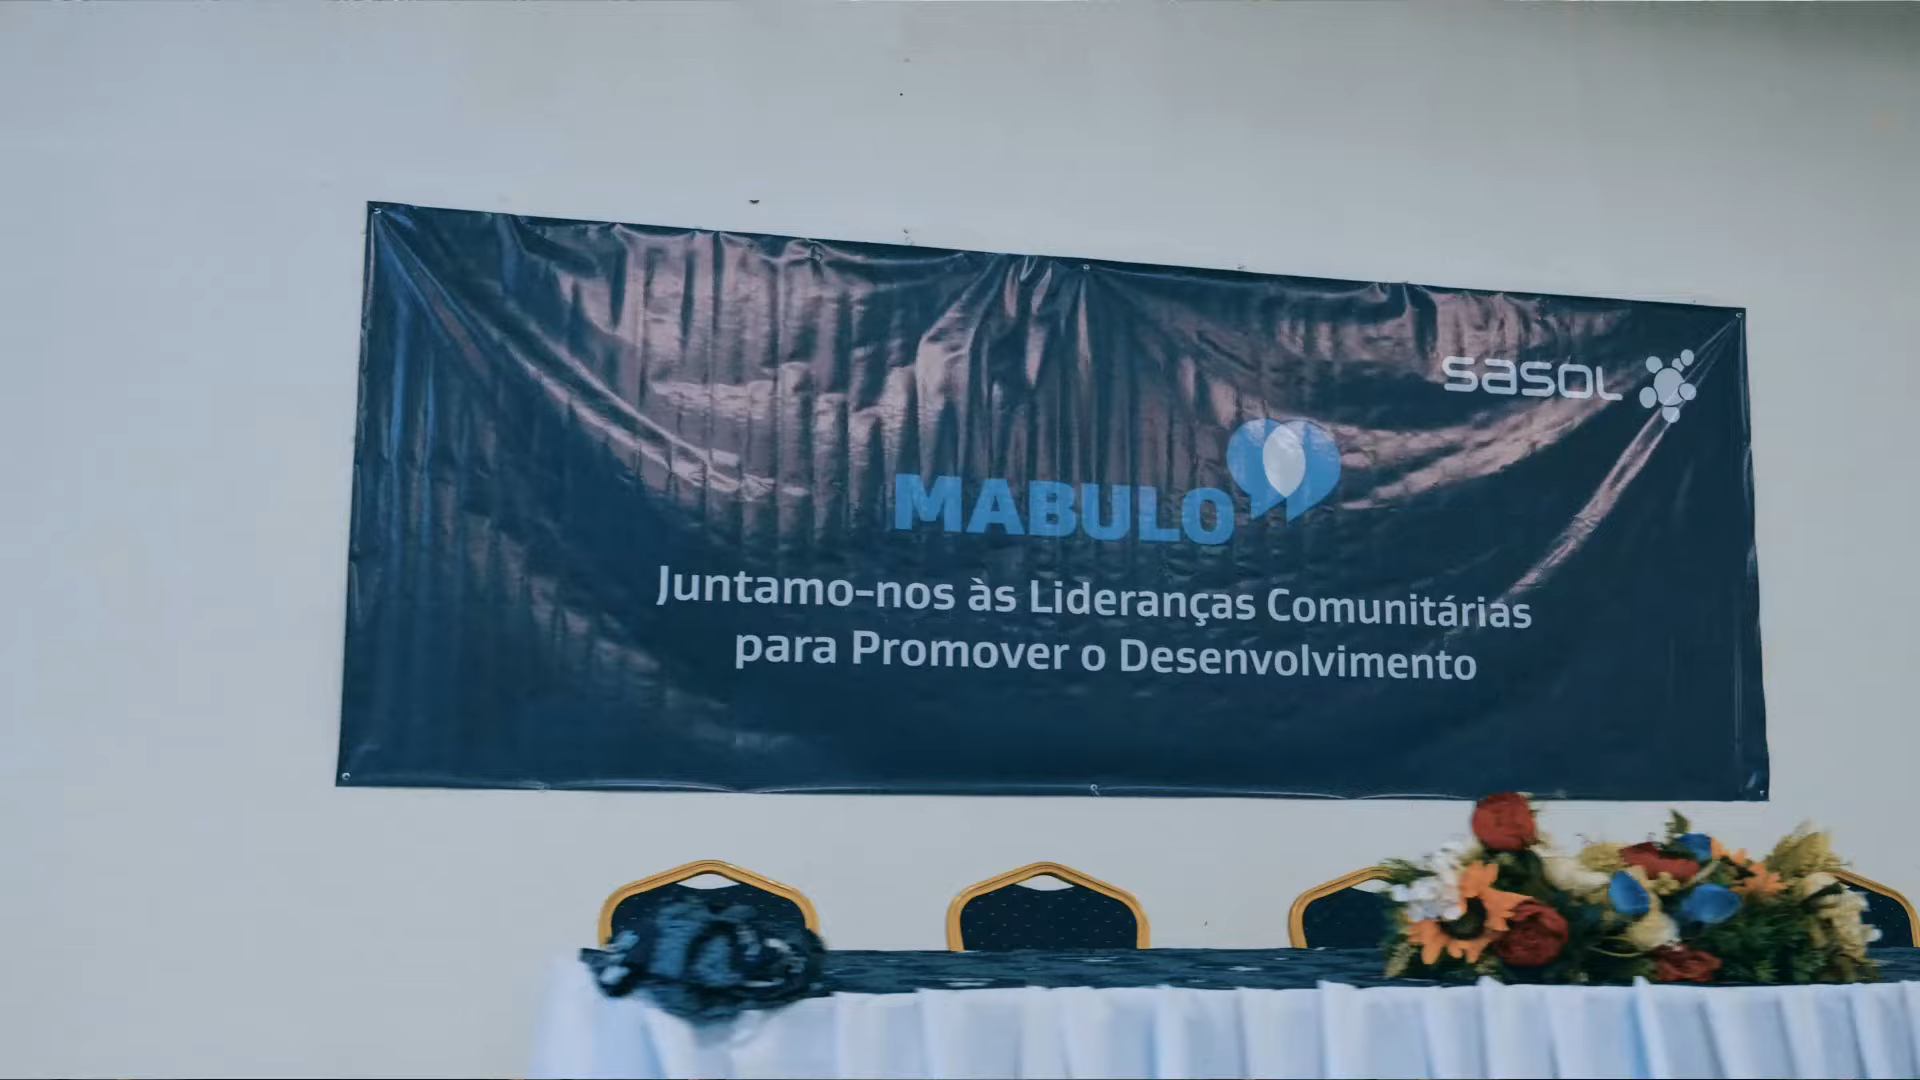 sasol
MABULO
Juntamo-nos às Lideranças Comunitárias
para Promover o Desenvolvimento